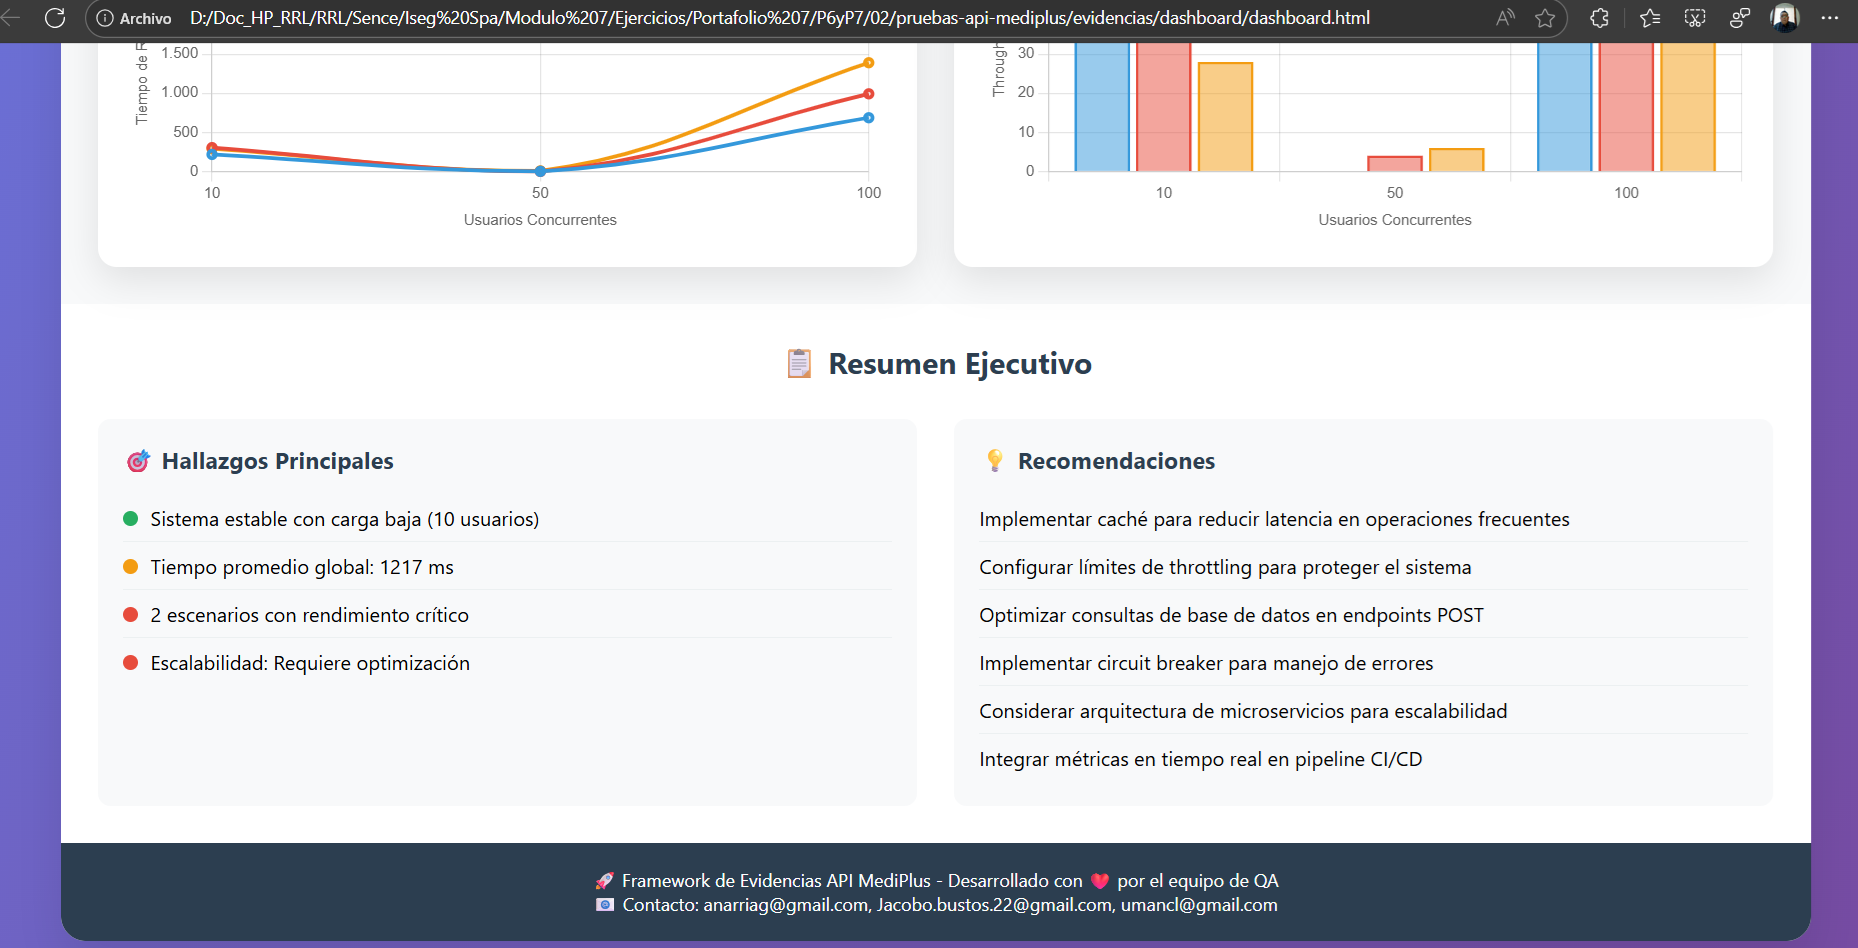 Archivo D:/Doc_HP_RRL/RRL/Sence/Iseg%20Spa/Modulo%207/Ejercicios/Portafolio%207/P6yP7/02/pruebas-api-mediplus/evidencias/dashboard/dashboard.html
Tiempo de R
1.500
1.000
500
0
10 50 100
Usuarios Concurrentes
Through
30
20
10
0
10 50 100
Usuarios Concurrentes
📋 Resumen Ejecutivo
🎯 Hallazgos Principales
Sistema estable con carga baja (10 usuarios)
Tiempo promedio global: 1217 ms
2 escenarios con rendimiento crítico
Escalabilidad: Requiere optimización
💡 Recomendaciones
Implementar caché para reducir latencia en operaciones frecuentes
Configurar límites de throttling para proteger el sistema
Optimizar consultas de base de datos en endpoints POST
Implementar circuit breaker para manejo de errores
Considerar arquitectura de microservicios para escalabilidad
Integrar métricas en tiempo real en pipeline CI/CD
🚀 Framework de Evidencias API MediPlus - Desarrollado con ❤️ por el equipo de QA
📧 Contacto: anarriag@gmail.com, Jacobo.bustos.22@gmail.com, umancl@gmail.com